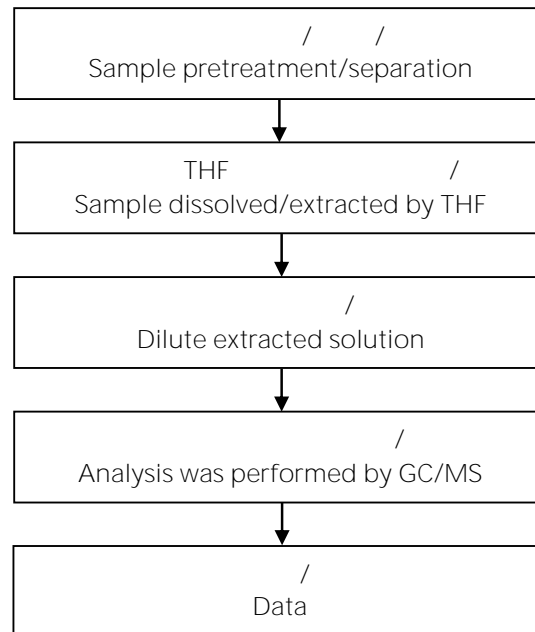 / /
Sample pretreatment/separation
THF /
Sample dissolved/extracted by THF
/
Dilute extracted solution
/
Analysis was performed by GC/MS
/
Data